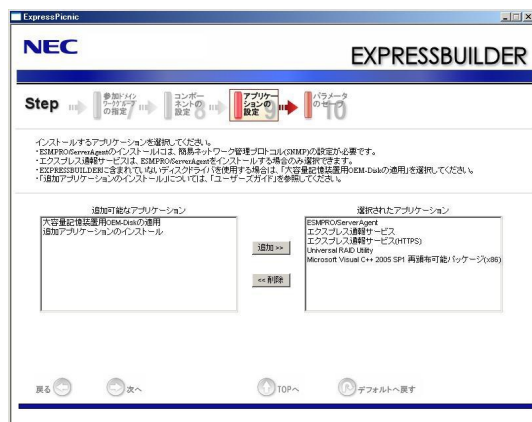 ExpressPicnic
NEC
EXPRESSBUILDER
Step
参加ドメイン ワークグループの指定 7
コンポーネントの設定 8
アプリケーションの設定 9
パラメータのセーブ 10
インストールするアプリケーションを選択してください。
・ESMPRO/ServerAgentのインストールには、簡易ネットワーク管理プロトコル(SNMP)の設定が必要です。
・エクスプレス通報サービスは、ESMPRO/ServerAgentをインストールする場合のみ選択できます。
・EXPRESSBUILDERに含まれていないディスクドライバを使用する場合は、「大容量記憶装置用OEM-Diskの適用」を選択してください。
・「追加アプリケーションのインストール」については、「ユーザーズガイド」を参照してください。
追加可能なアプリケーション
大容量記憶装置用OEM-Diskの適用
追加アプリケーションのインストール
追加 >>
<< 削除
選択されたアプリケーション
ESMPRO/ServerAgent
エクスプレス通報サービス
エクスプレス通報サービス(HTTPS)
Universal RAID Utility
Microsoft Visual C++ 2005 SP1 再頒布可能パッケージ(x86)
戻る
次へ
TOPへ
デフォルトへ戻す